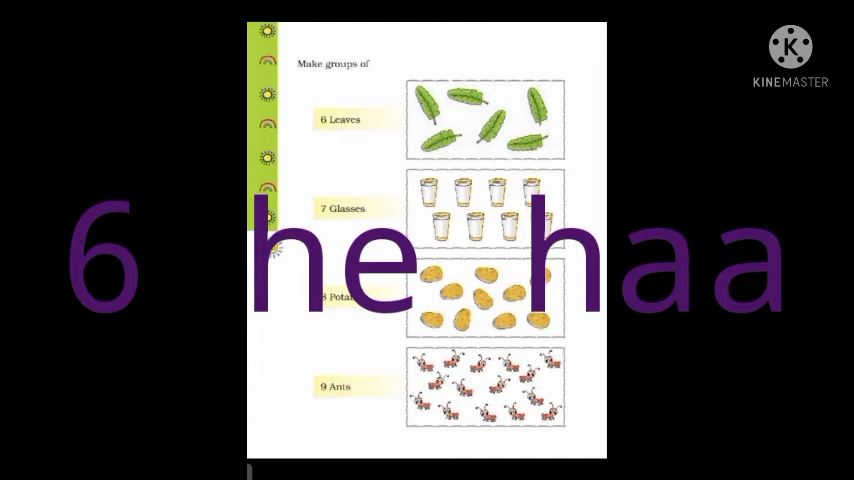 KINEMASTER
Make groups of
6 Leaves
7 Glasses
6 he haa
9 Ants